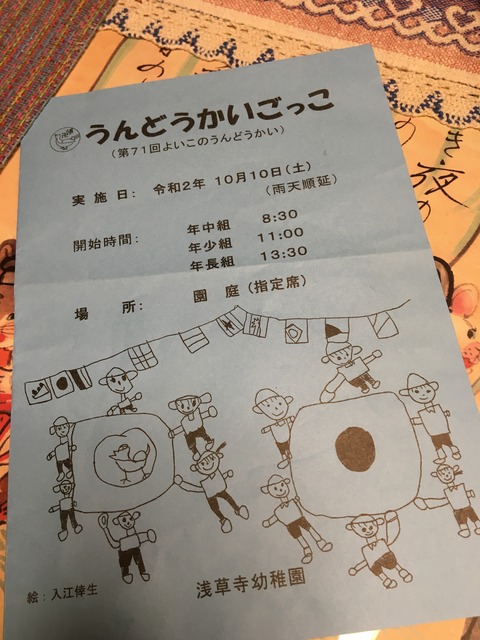 うんどうかいごっこ
（第71回よいこのうんどうかい）
実施日： 令和2年 10月10日（土）
（雨天順延）
開始時間： 年中組 8:30
年少組 11:00
年長組 13:30
場所： 園庭（指定席）
絵：入江倖生
浅草寺幼稚園
き・夜
の